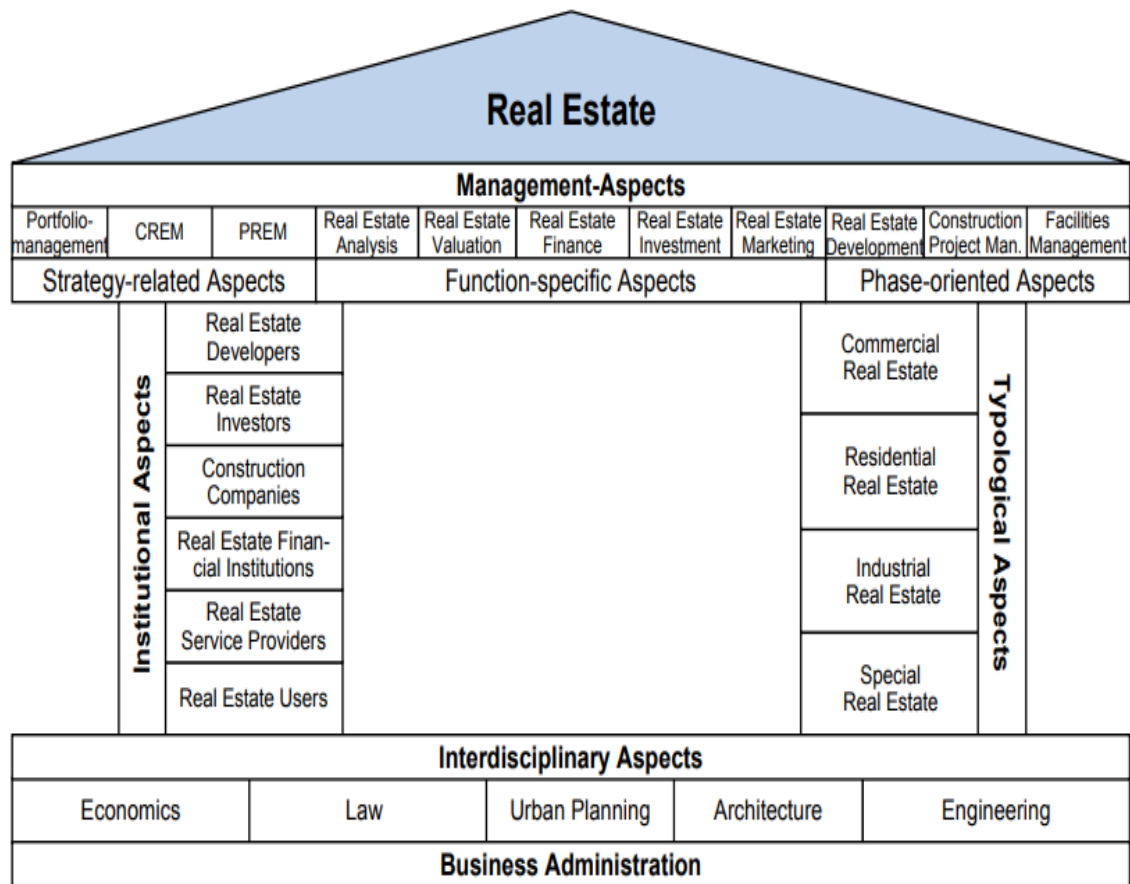 Real Estate
Management-Aspects
Portfolio-
management
CREM
PREM
Real Estate
Analysis
Real Estate
Valuation
Real Estate
Finance
Real Estate
Investment
Real Estate
Marketing
Real Estate
Development
Construction
Project Man.
Facilities
Management
Strategy-related Aspects
Function-specific Aspects
Phase-oriented Aspects
Institutional Aspects
Real Estate
Developers
Real Estate
Investors
Construction
Companies
Real Estate Finan-
cial Institutions
Real Estate
Service Providers
Real Estate Users
Commercial
Real Estate
Residential
Real Estate
Industrial
Real Estate
Special
Real Estate
Typological Aspects
Interdisciplinary Aspects
Economics
Law
Urban Planning
Architecture
Engineering
Business Administration